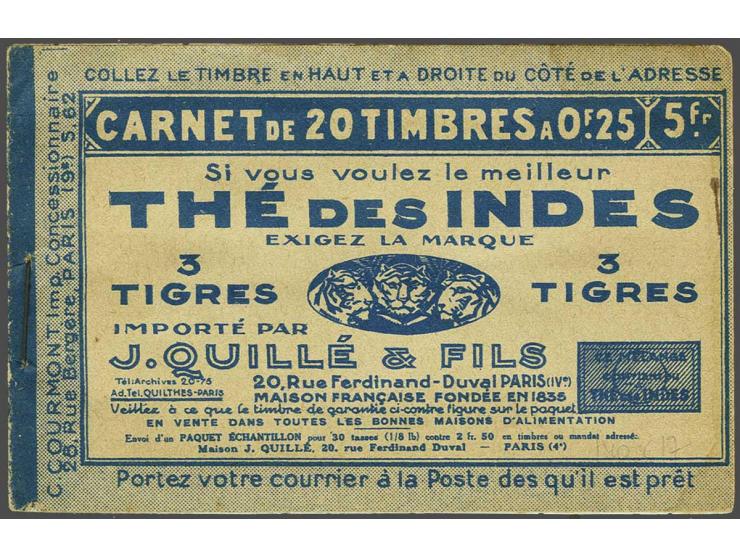 C. COURMONT Imp. Concessionnaire
28. Rue Bergère. PARIS (9e) S 62
COLLEZ LE TIMBRE EN HAUT ET A DROITE DU CÔTÉ DE L'ADRESSE
CARNET DE 20 TIMBRES A 0F.25 5fr.
Si vous voulez le meilleur
THÉ DES INDES
EXIGEZ LA MARQUE
3 TIGRES
3 TIGRES
IMPORTÉ PAR
J. QUILLÉ & FILS
Tél: Archives 20-75
Ad. Tel. QUILTHES-PARIS
20, Rue Ferdinand-Duval PARIS (IVe)
MAISON FRANÇAISE FONDÉE EN 1835
CE MÉLANGE
THÉ DES INDES
Veillez à ce que le timbre de garantie ci-contre figure sur le paquet
EN VENTE DANS TOUTES LES BONNES MAISONS D'ALIMENTATION
Envoi d'un PAQUET ÉCHANTILLON pour 30 tasses (1/8 lb) contre 2 fr. 50 en timbres ou mandat adressés:
Maison J. QUILLÉ, 20, rue Ferdinand Duval — PARIS (4e)
Portez votre courrier à la Poste dès qu'il est prêt